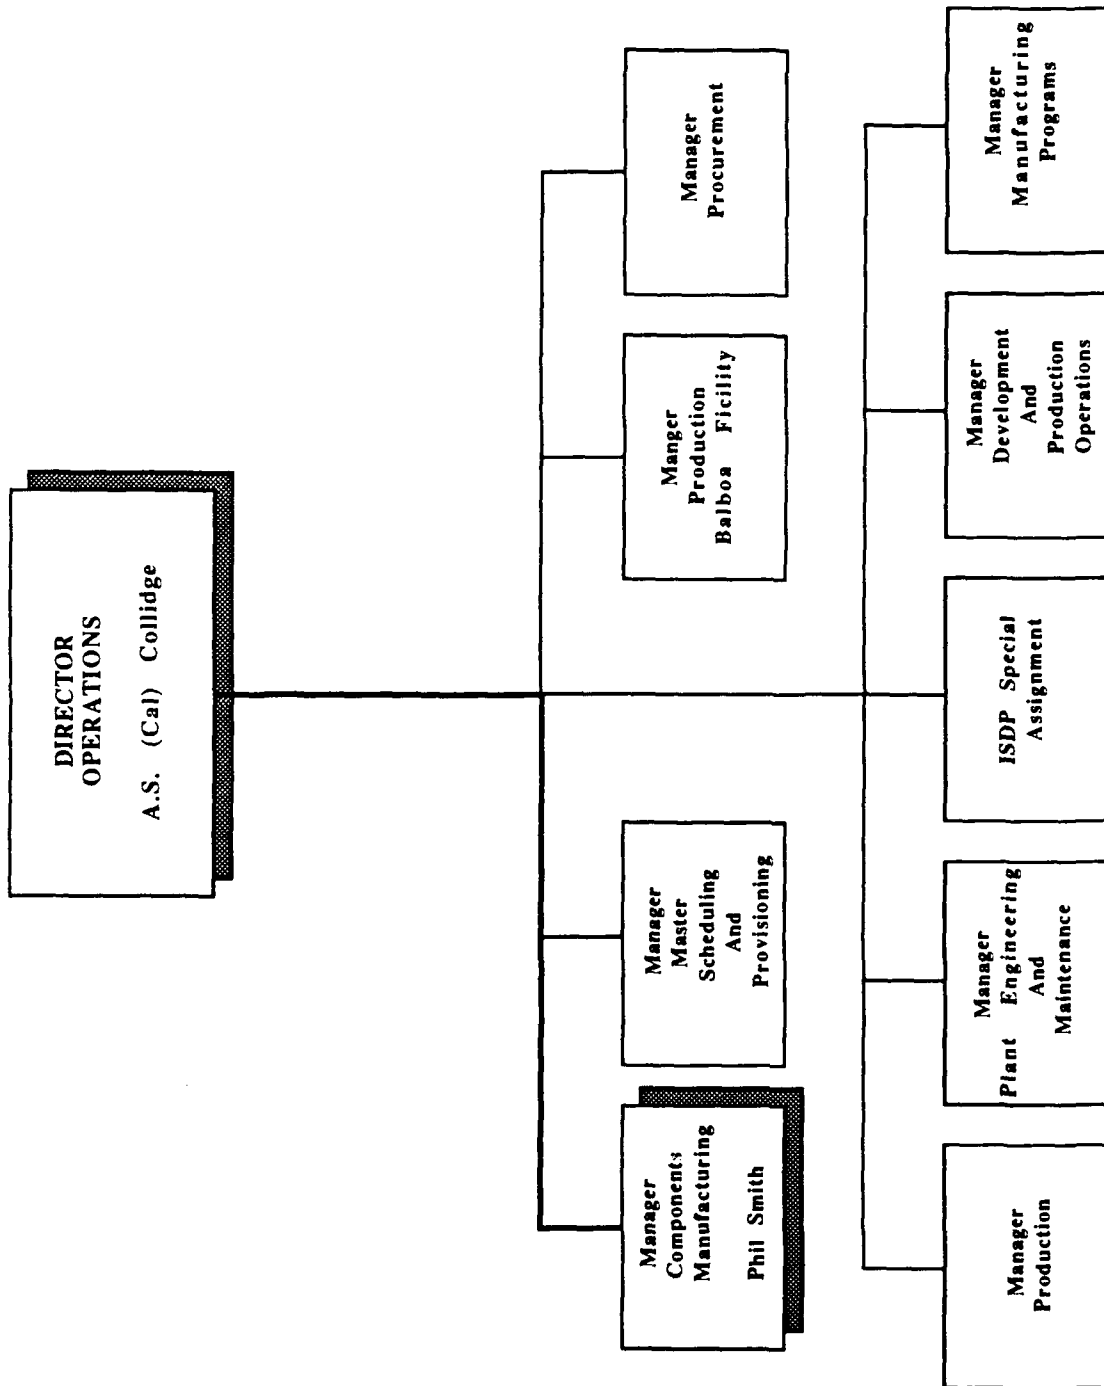 DIRECTOR
OPERATIONS
A.S. (Cal) Collidge
Manager
Components
Manufacturing
Phil Smith
Manager
Master
Scheduling
And
Provisioning
Manger
Production
Balboa Ficility
Manager
Procurement
Manager
Production
Manager
Plant Engineering
And
Maintenance
ISDP Special
Assignment
Manager
Development
And
Production
Operations
Manager
Manufacturing
Programs